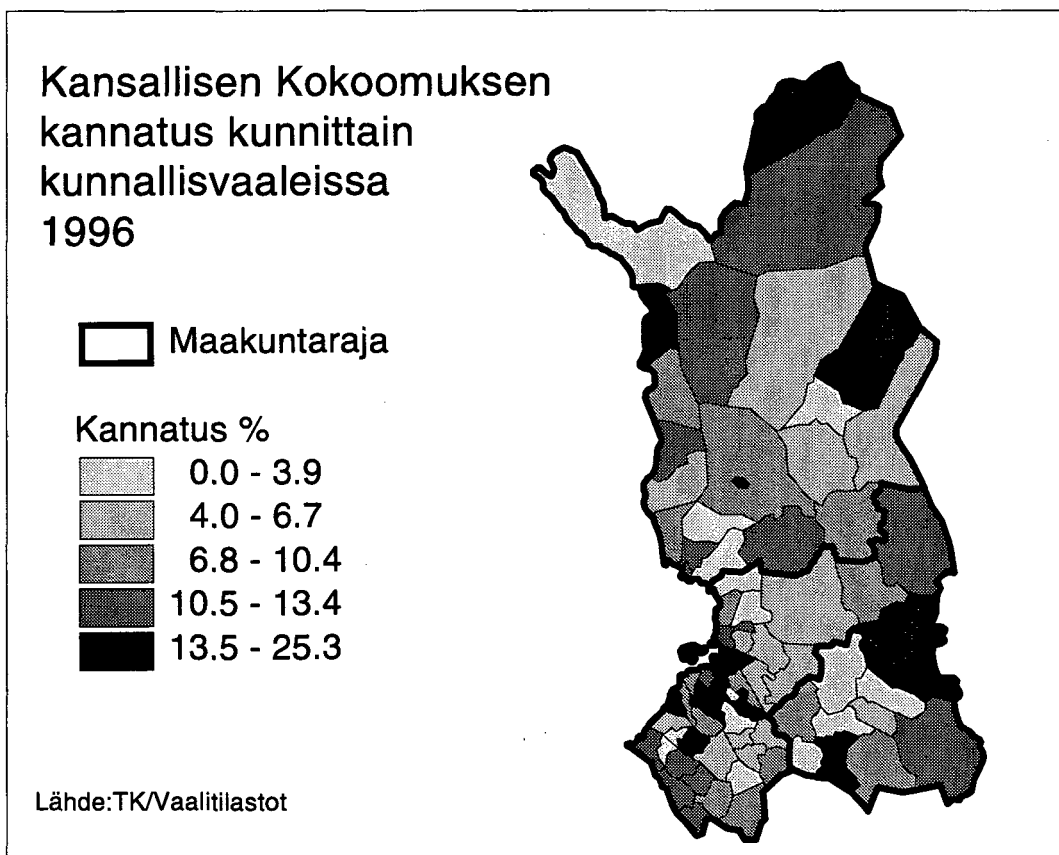 Kansallisen Kokoomuksen
kannatus kunnittain
kunnallisvaaleissa
1996
Maakuntaraja
Kannatus %
0.0 - 3.9
4.0 - 6.7
6.8 - 10.4
10.5 - 13.4
13.5 - 25.3
Lähde:TK/Vaalitilastot